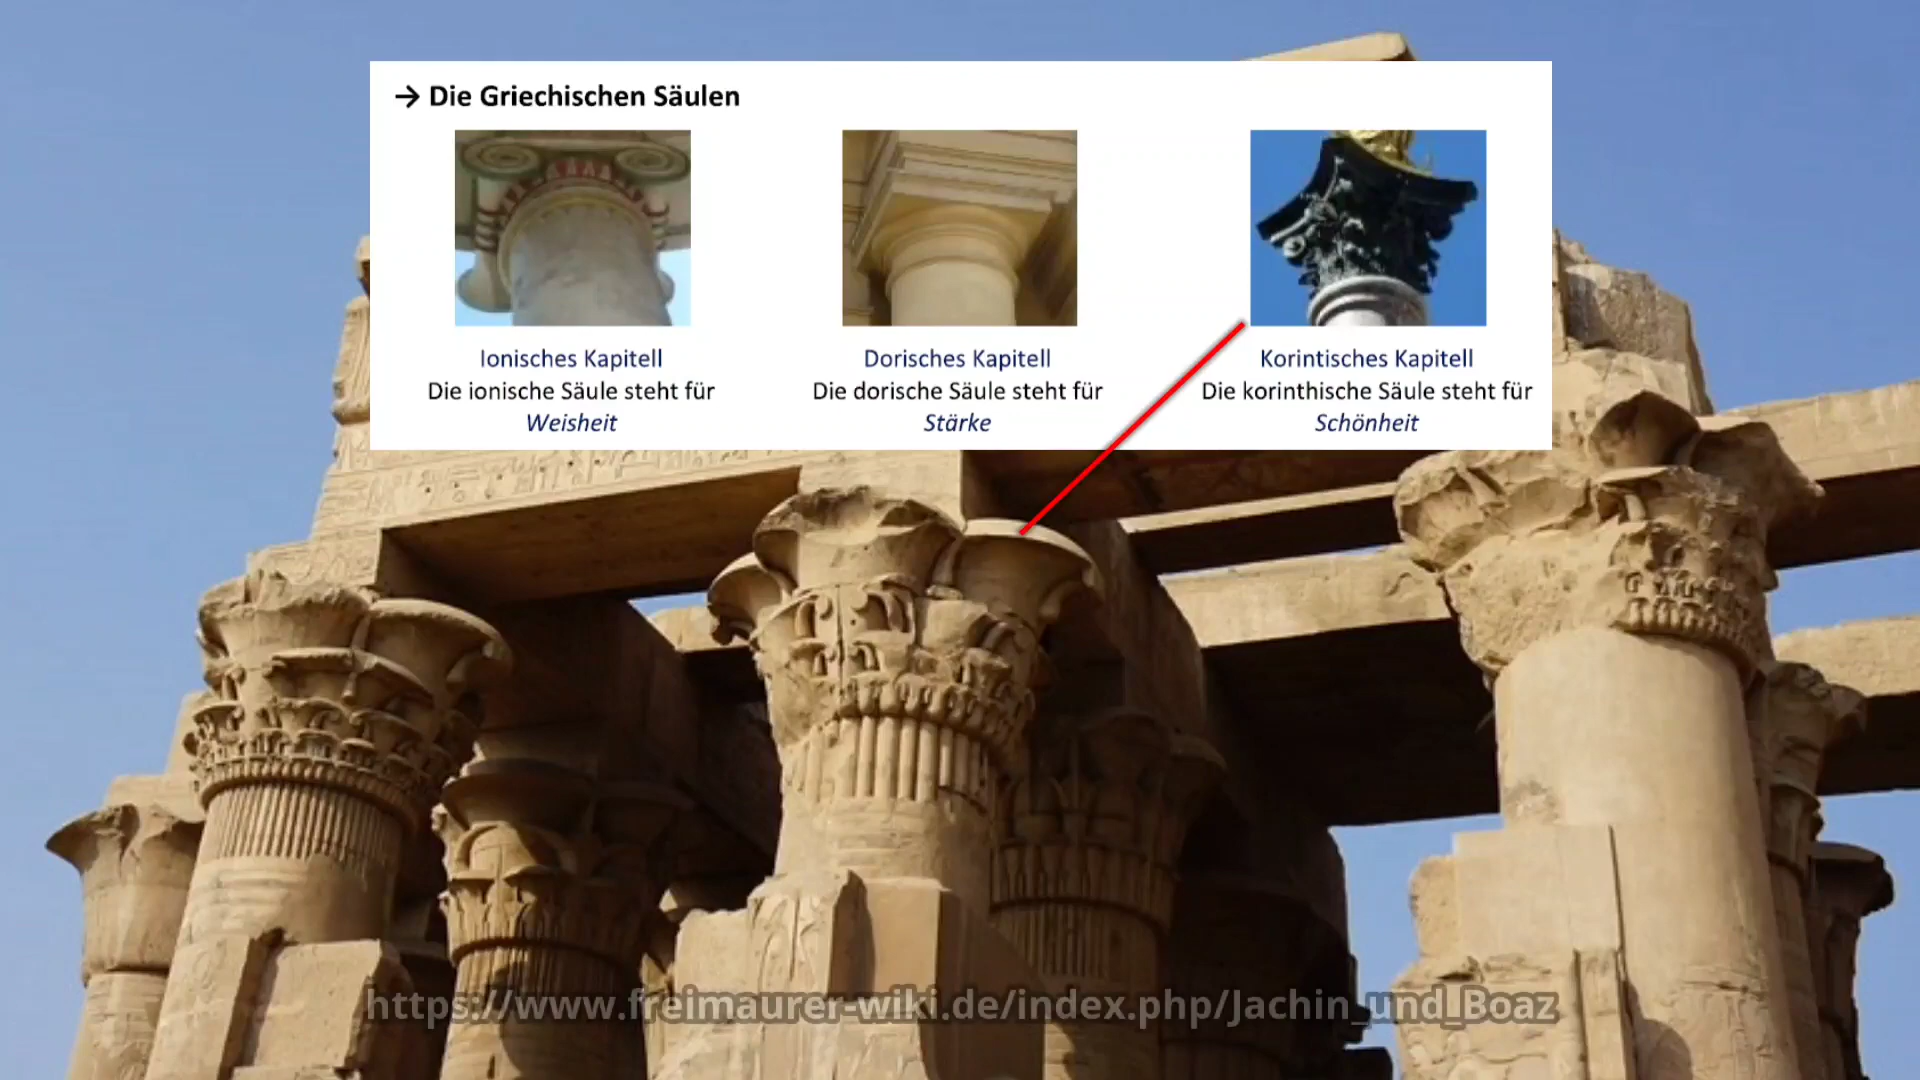 → Die Griechischen Säulen
Ionisches Kapitell
Die ionische Säule steht für
Weisheit
Dorisches Kapitell
Die dorische Säule steht für
Stärke
Korintisches Kapitell
Die korinthische Säule steht für
Schönheit
https://www.freimaurer-wiki.de/index.php/Jachin_und_Boaz